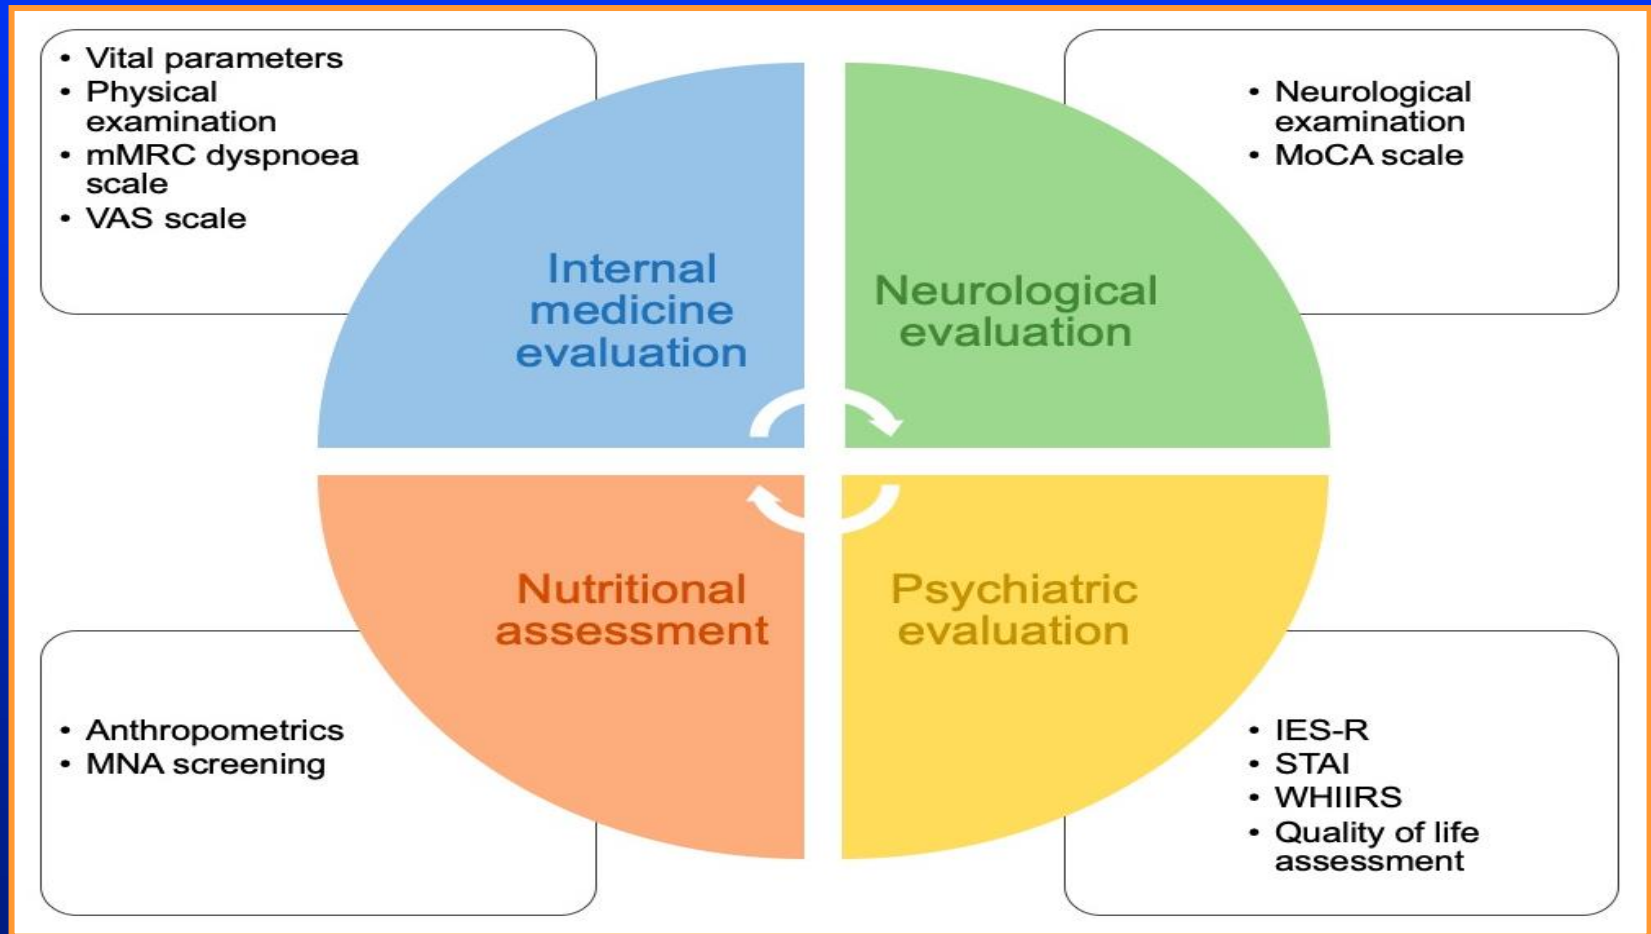 • Vital parameters
• Physical
examination
• mMRC dyspnoea
scale
• VAS scale
Internal
medicine
evaluation
• Neurological
examination
• MoCA scale
Neurological
evaluation
• Anthropometrics
• MNA screening
Nutritional
assessment
Psychiatric
evaluation
• IES-R
• STAI
• WHIIRS
• Quality of life
assessment